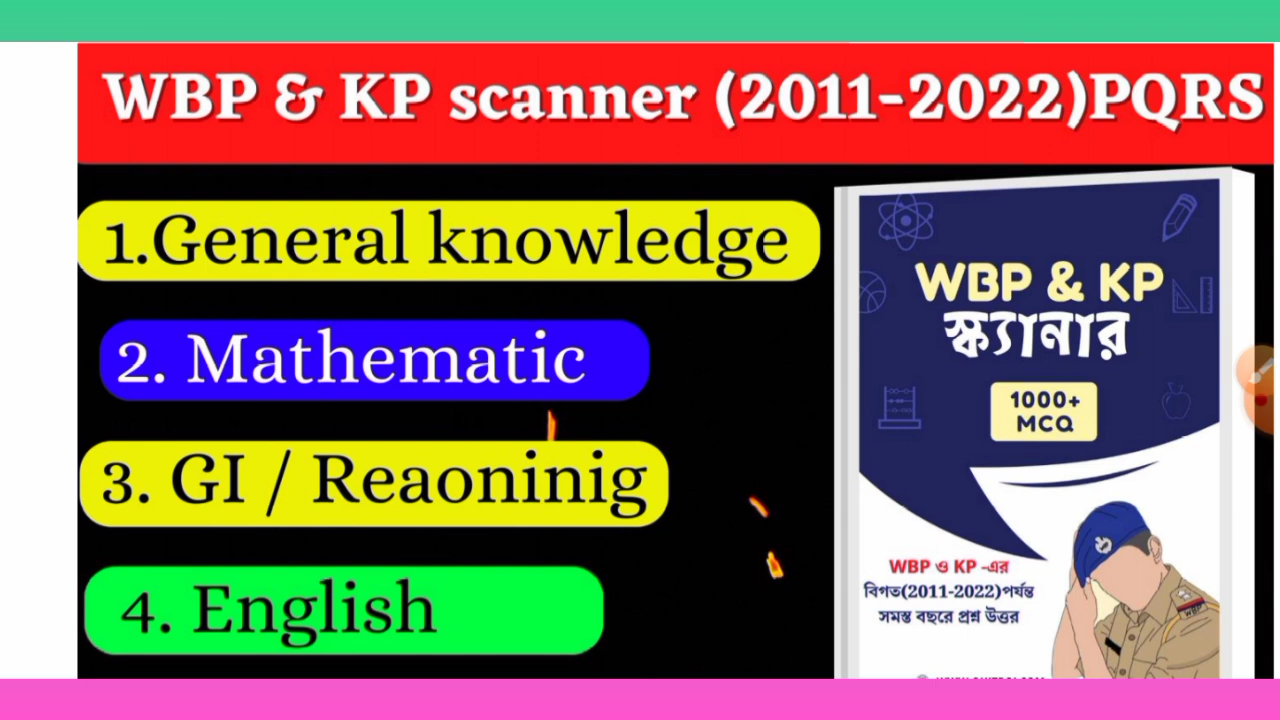 WBP & KP scanner (2011-2022)PQRS
1.General knowledge
2. Mathematic
3. GI / Reaoninig
4. English
WBP & KP
স্ক্যানার
1000+
MCQ
WBP ও KP -এর
বিগত(2011-2022)পর্যন্ত
সমস্ত বছরে প্রশ্ন উত্তর
WBP